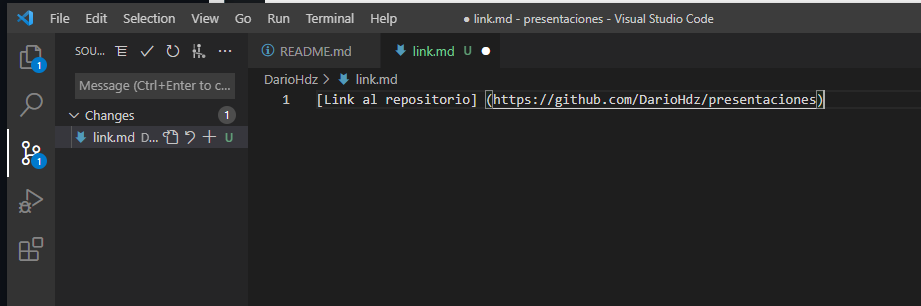 File Edit Selection View Go Run Terminal Help ● link.md - presentaciones - Visual Studio Code
SOU... ...
README.md link.md U ●
1
Message (Ctrl+Enter to c...
DarioHdz > link.md
1 [Link al repositorio] (https://github.com/DarioHdz/presentaciones)
Changes 1
link.md D... U
1